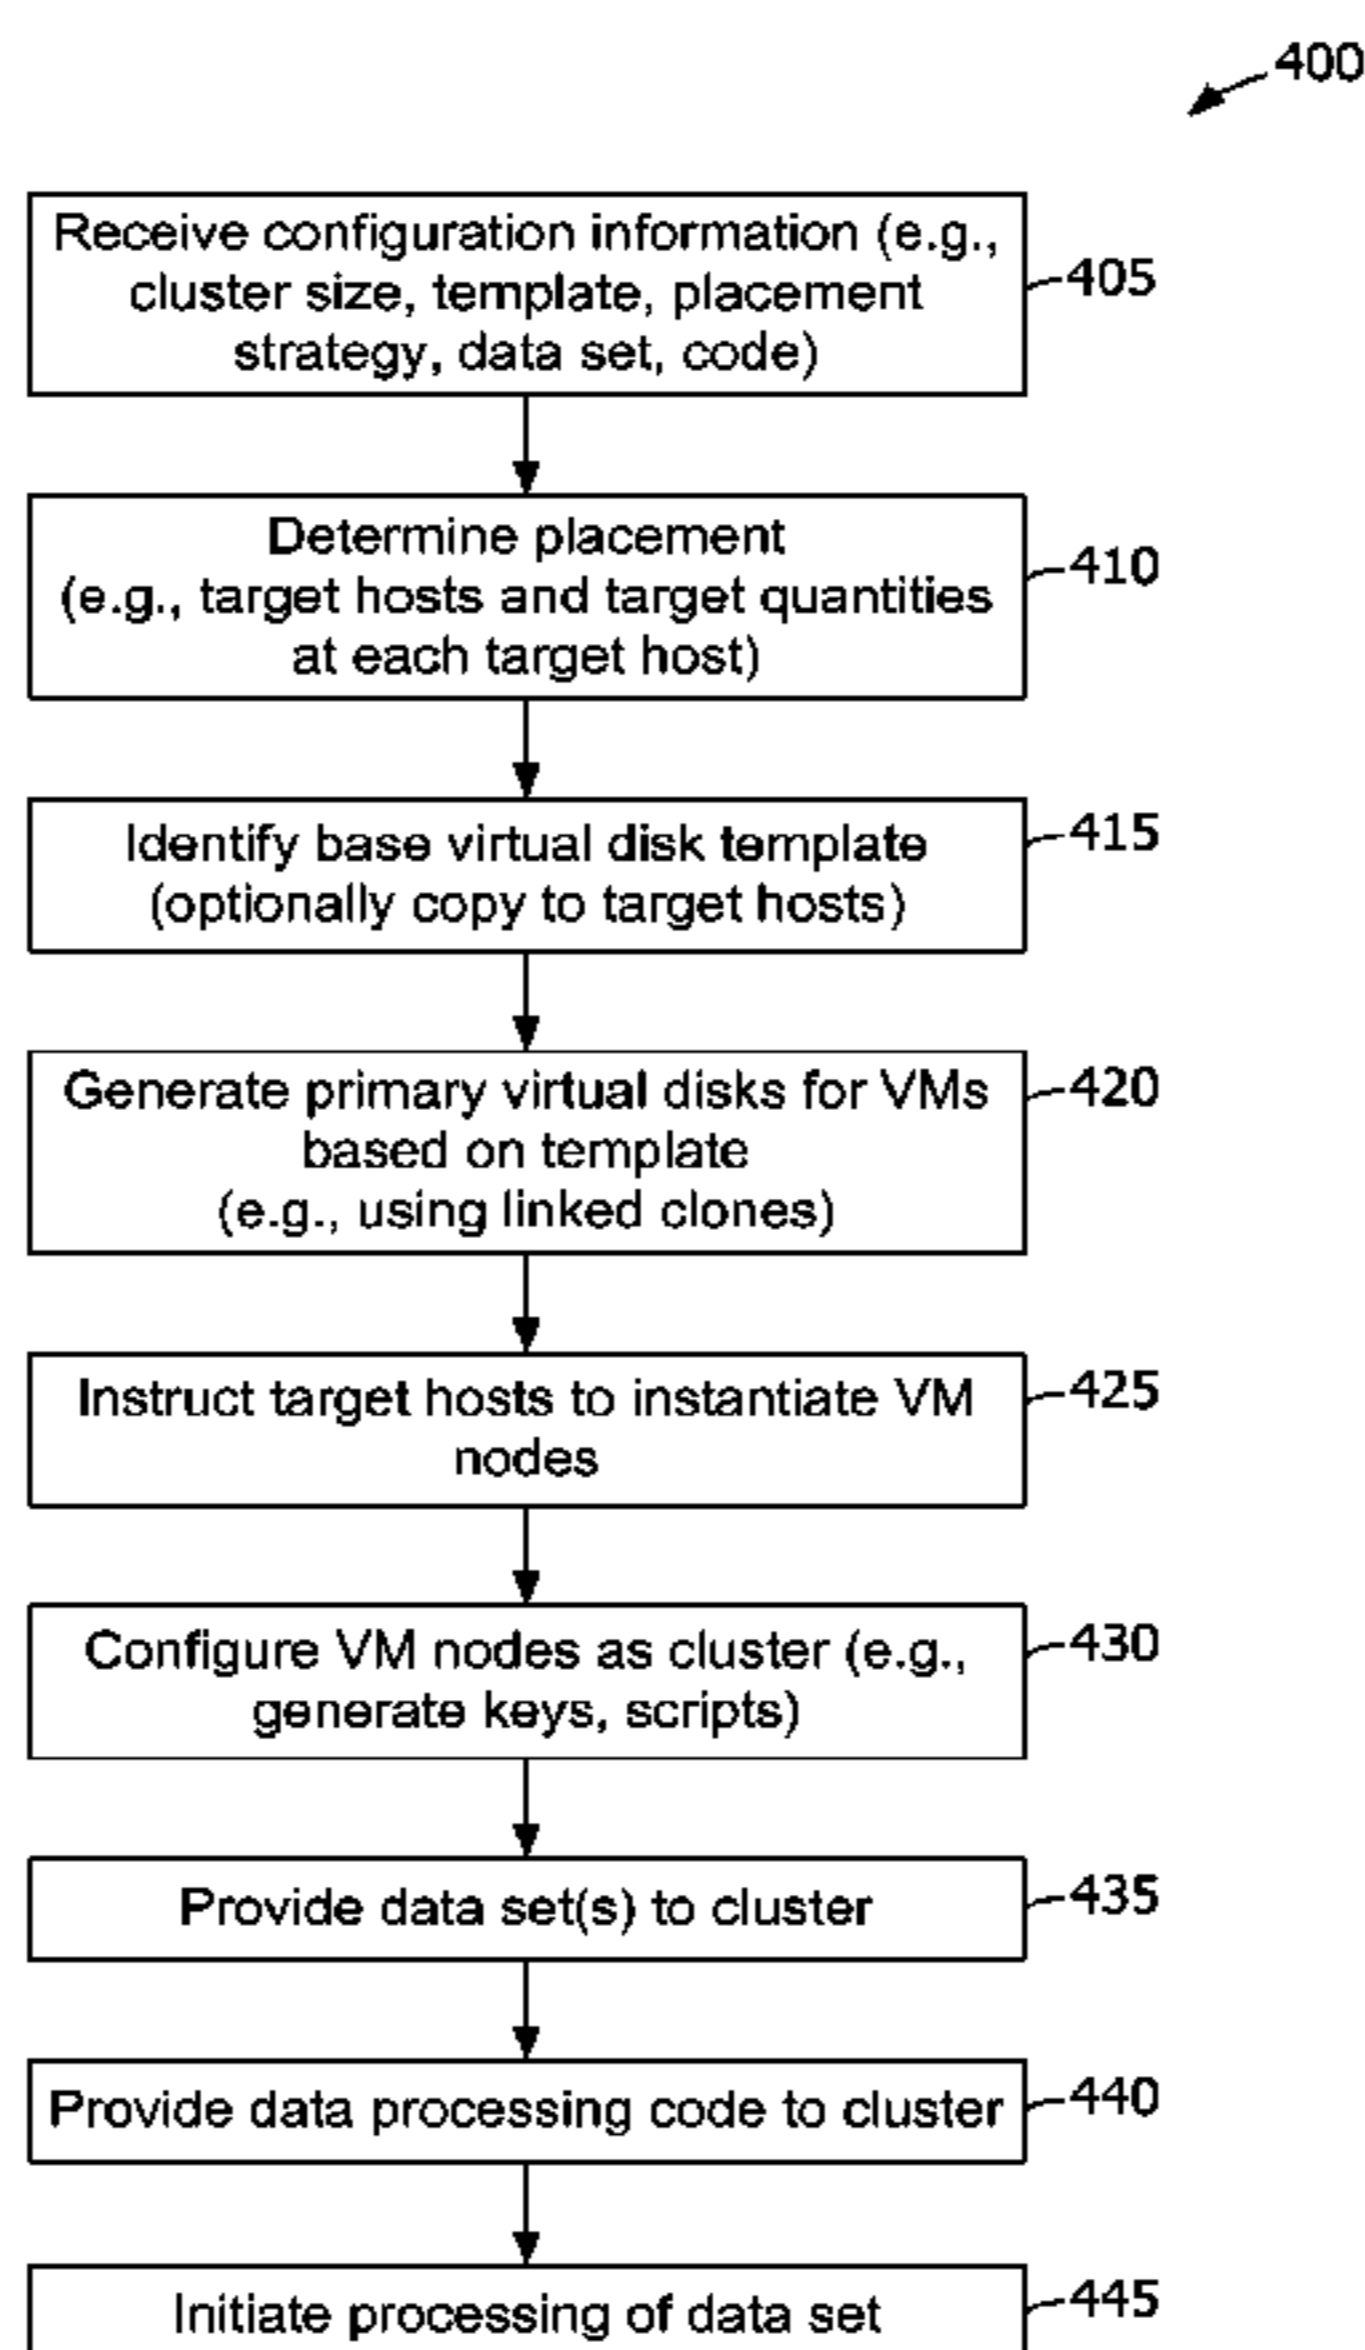 400
Receive configuration information (e.g.,
cluster size, template, placement
strategy, data set, code)
405
Determine placement
(e.g., target hosts and target quantities
at each target host)
410
Identify base virtual disk template
(optionally copy to target hosts)
415
Generate primary virtual disks for VMs
based on template
(e.g., using linked clones)
420
Instruct target hosts to instantiate VM
nodes
425
Configure VM nodes as cluster (e.g.,
generate keys, scripts)
430
Provide data set(s) to cluster
435
Provide data processing code to cluster
440
Initiate processing of data set
445